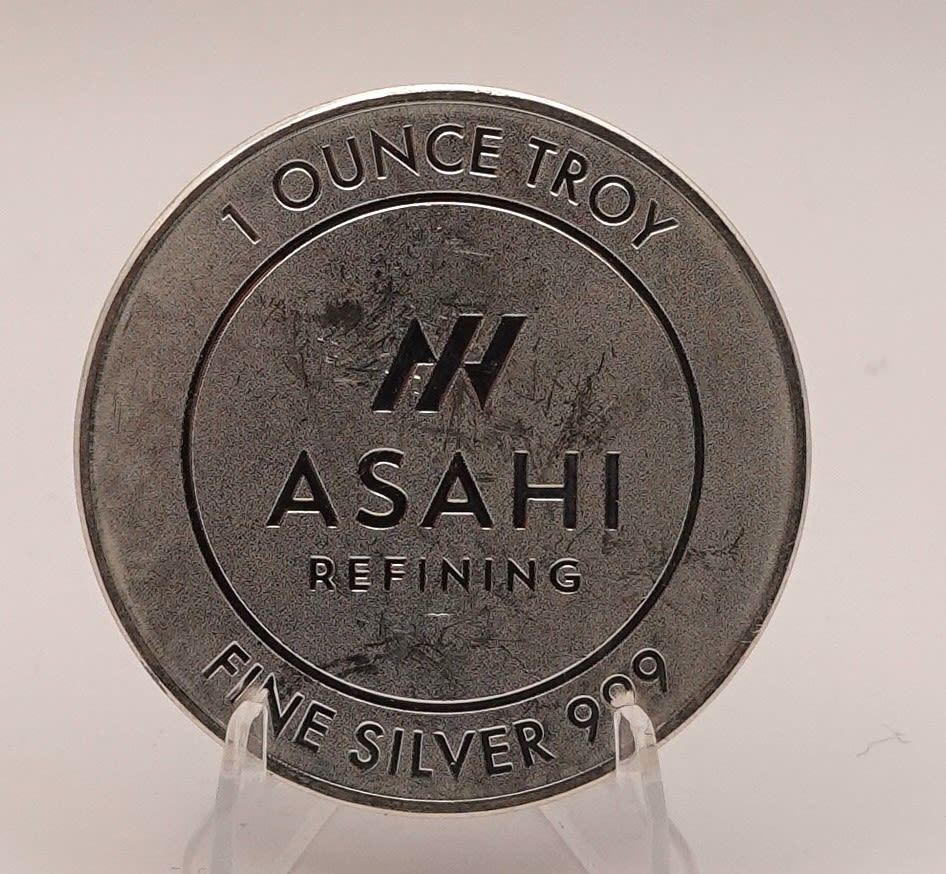 1 OUNCE TROY
ASAHI
REFINING
FINE SILVER 999